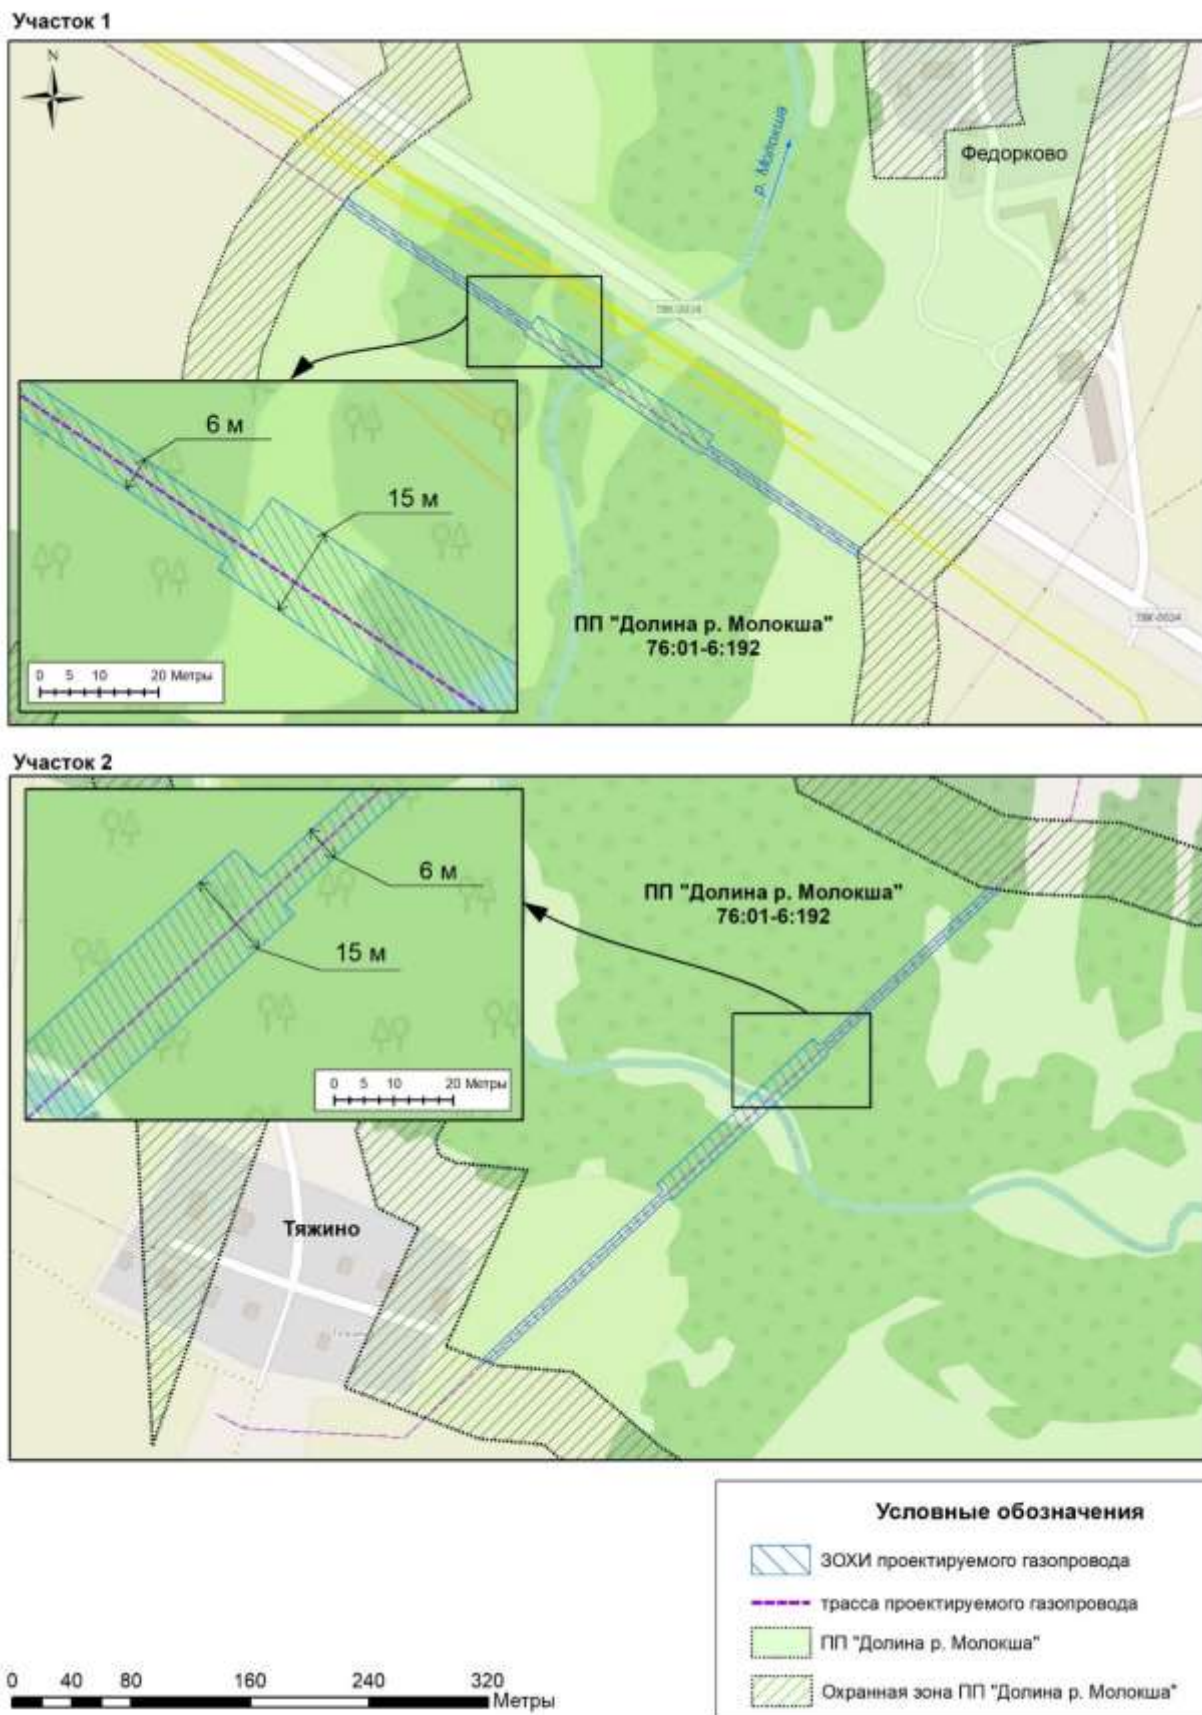 Участок 1
N
р. Молокша
Федорково
6 м
15 м
ПП "Долина р. Молокша"
76:01-6:192
0 5 10 20 Метры
Участок 2
6 м
15 м
ПП "Долина р. Молокша"
76:01-6:192
0 5 10 20 Метры
Тяжино
Условные обозначения
ЗОХИ проектируемого газопровода
трасса проектируемого газопровода
ПП "Долина р. Молокша"
Охранная зона ПП "Долина р. Молокша"
0 40 80 160 240 320
Метры